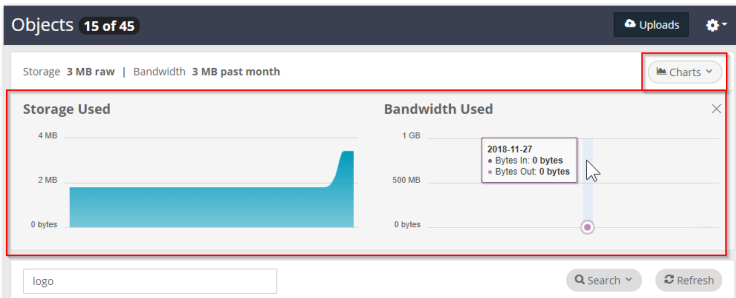 Objects 15 of 45 Uploads
Storage 3 MB raw | Bandwidth 3 MB past month Charts
Storage Used
4 MB
2 MB
0 bytes
Bandwidth Used
1 GB
500 MB
0 bytes
2018-11-27
• Bytes In: 0 bytes
• Bytes Out: 0 bytes
logo Search Refresh